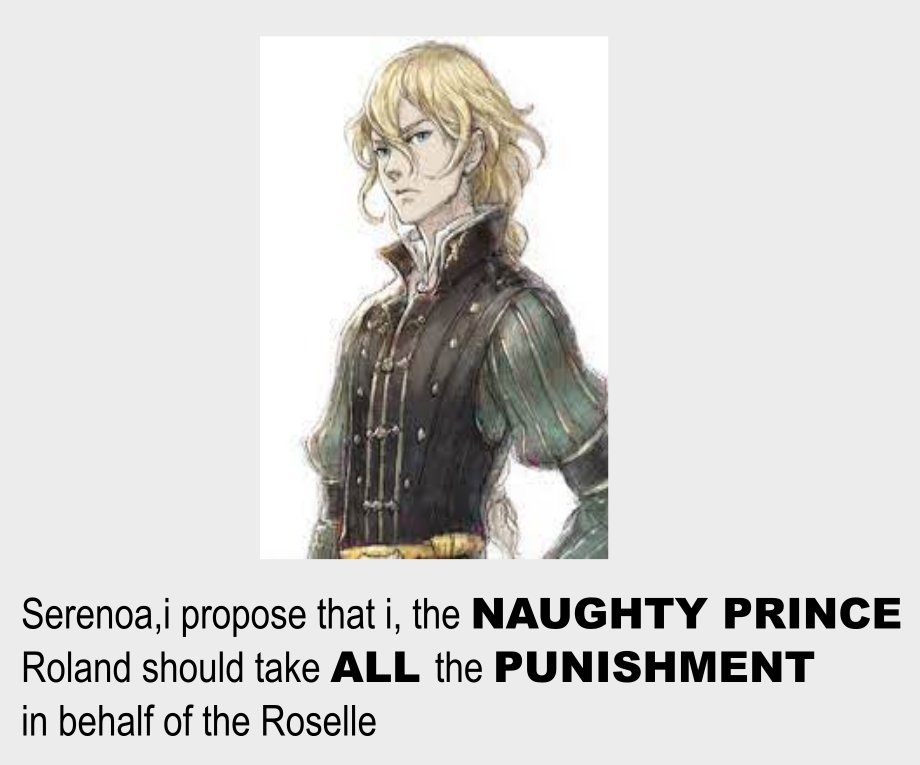 Serenoa,i propose that i, the NAUGHTY PRINCE
Roland should take ALL the PUNISHMENT
in behalf of the Roselle